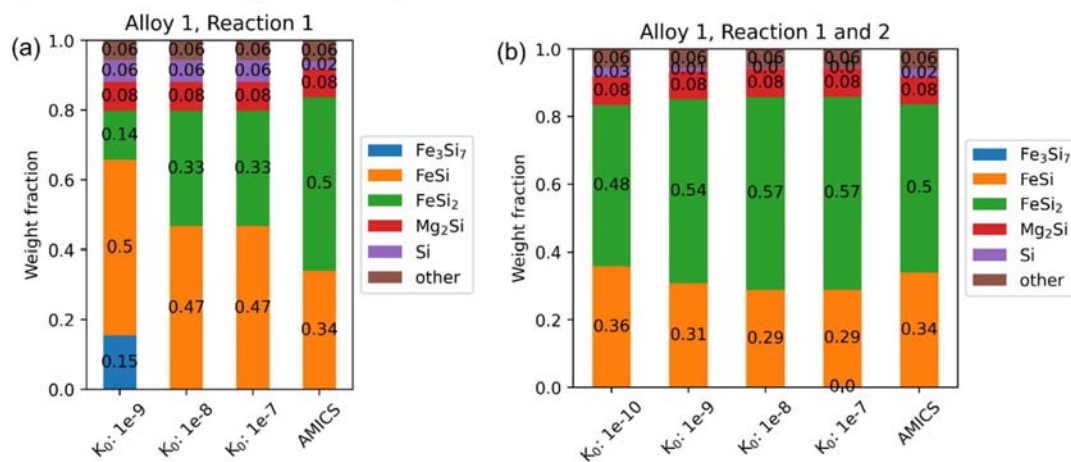 Alloy 1, Reaction 1
(a)
Weight fraction
1.0
0.8
0.6
0.4
0.2
0.0
0.06 0.06 0.06 0.06
0.06 0.06 0.06 0.02
0.08 0.08 0.08 0.08
0.14 0.33 0.33 0.5
0.5 0.47 0.47 0.34
0.15
K₀: 1e-9 K₀: 1e-8 K₀: 1e-7 AMICS
Fe₃Si₇
FeSi
FeSi₂
Mg₂Si
Si
other
Alloy 1, Reaction 1 and 2
(b)
Weight fraction
1.0
0.8
0.6
0.4
0.2
0.0
0.06 0.06 0.06 0.06 0.06
0.03 0.01 0.0 0.0 0.02
0.08 0.08 0.08 0.08 0.08
0.48 0.54 0.57 0.57 0.5
0.36 0.31 0.29 0.29 0.34
0.0
K₀: 1e-10 K₀: 1e-9 K₀: 1e-8 K₀: 1e-7 AMICS
Fe₃Si₇
FeSi
FeSi₂
Mg₂Si
Si
other